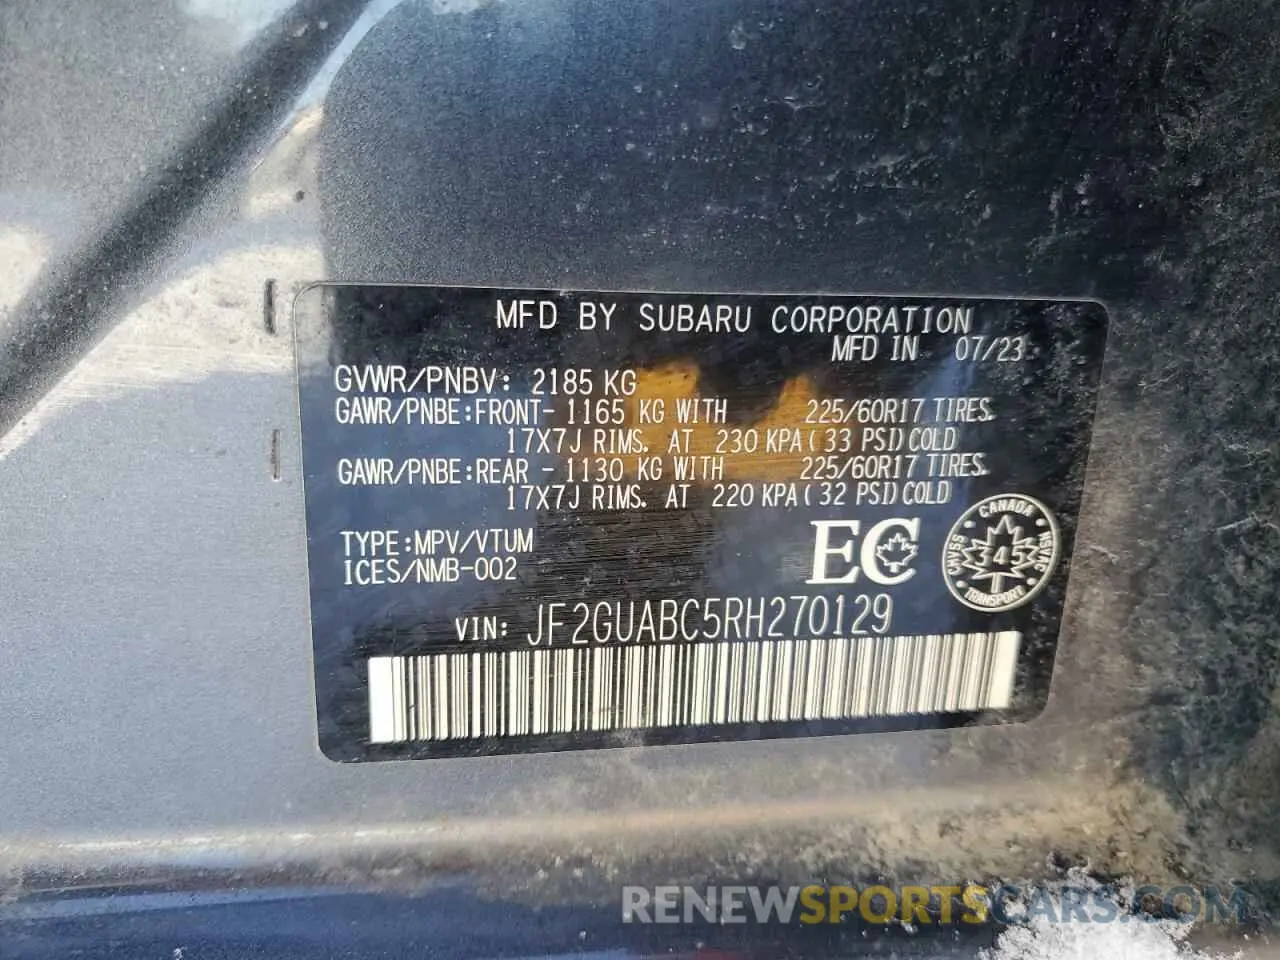 MFD BY SUBARU CORPORATION
MFD IN 07/23
GVWR/PNBV: 2185 KG
GAWR/PNBE:FRONT- 1165 KG WITH 225/60R17 TIRES.
17X7J RIMS. AT 230 KPA(33 PSI)COLD
GAWR/PNBE:REAR - 1130 KG WITH 225/60R17 TIRES.
17X7J RIMS. AT 220 KPA(32 PSI)COLD
TYPE:MPV/VTUM
ICES/NMB-002
EC
CANADA
CMVSS 345 NSVAC
TRANSPORT
VIN: JF2GUABC5RH270129
RENEWSPORTSCARS.COM